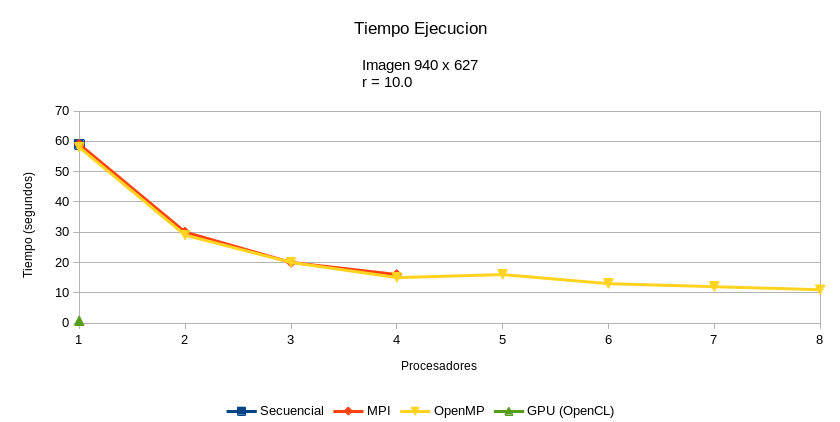 Tiempo Ejecucion
Imagen 940 x 627
r = 10.0
70
60
50
40
30
20
10
0
Tiempo (segundos)
1 2 3 4 5 6 7 8
Procesadores
Secuencial MPI OpenMP GPU (OpenCL)